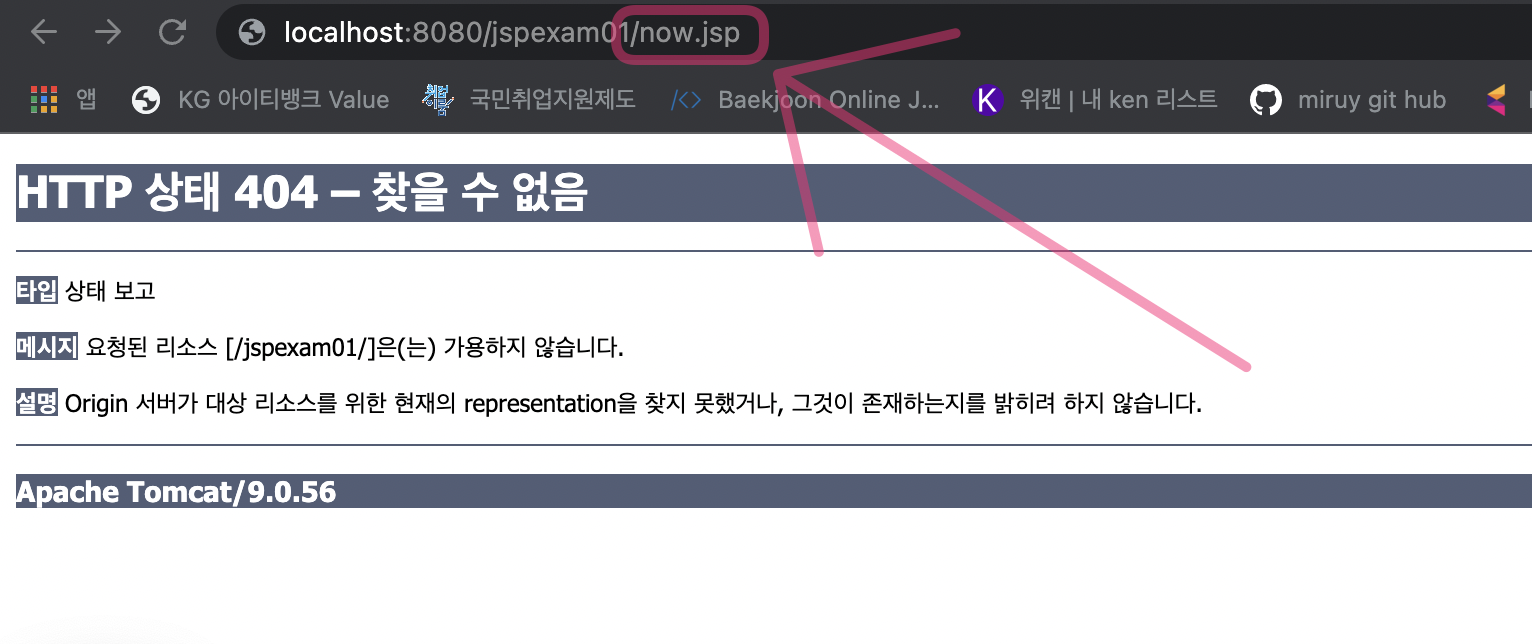 localhost:8080/jspexam01/now.jsp
앱 KG 아이티뱅크 Value 취업이룸 국민취업지원제도 </> Baekjoon Online J... K 위캔 | 내 ken 리스트 miruy git hub
HTTP 상태 404 – 찾을 수 없음
타입 상태 보고
메시지 요청된 리소스 [/jspexam01/]은(는) 가용하지 않습니다.
설명 Origin 서버가 대상 리소스를 위한 현재의 representation을 찾지 못했거나, 그것이 존재하는지를 밝히려 하지 않습니다.
Apache Tomcat/9.0.56